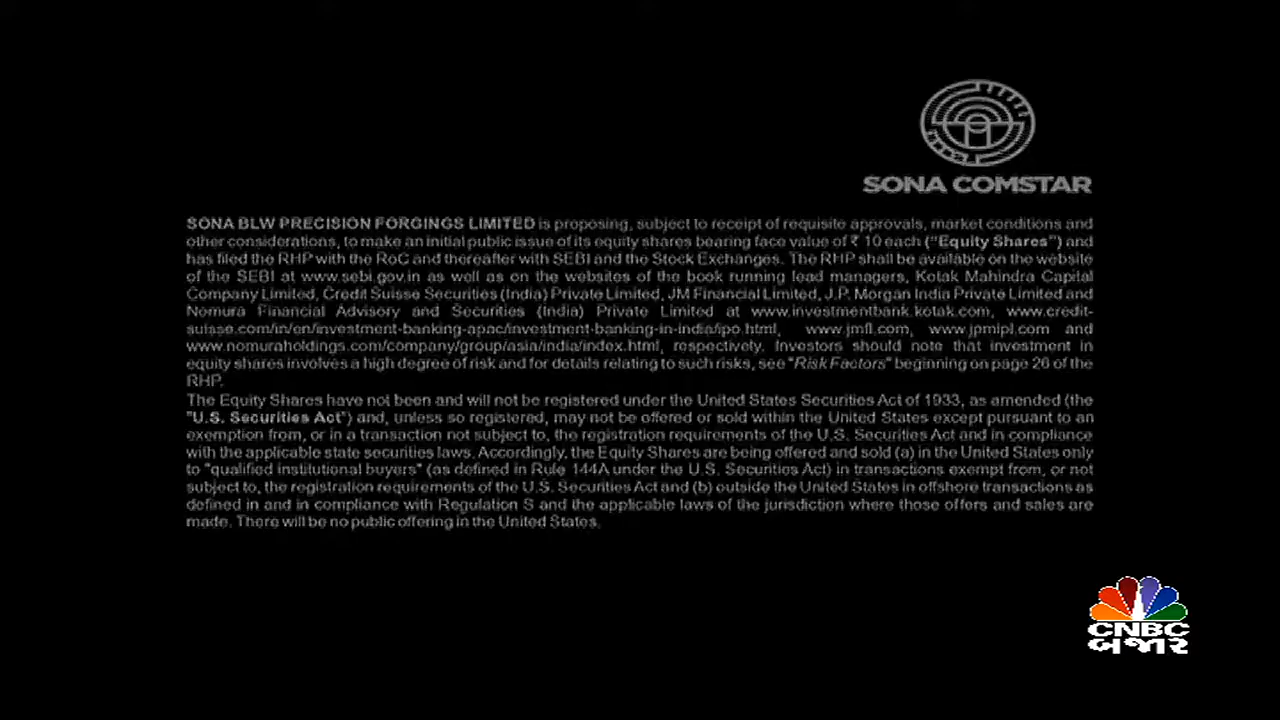 SONA COMSTAR
SONA BLW PRECISION FORGINGS LIMITED is proposing, subject to receipt of requisite approvals, market conditions and
other considerations, to make an initial public issue of its equity shares bearing face value of ₹ 10 each (“Equity Shares”) and
has filed the RHP with the RoC and thereafter with SEBI and the Stock Exchanges. The RHP shall be available on the website
of the SEBI at www.sebi.gov.in as well as on the websites of the book running lead managers, Kotak Mahindra Capital
Company Limited, Credit Suisse Securities (India) Private Limited, JM Financial Limited, J.P. Morgan India Private Limited and
Nomura Financial Advisory and Securities (India) Private Limited at www.investmentbank.kotak.com, www.credit-
suisse.com/in/en/investment-banking-apac/investment-banking-in-india/ipo.html, www.jmfl.com, www.jpmipl.com and
www.nomuraholdings.com/company/group/asia/india/index.html, respectively. Investors should note that investment in
equity shares involves a high degree of risk and for details relating to such risks, see "Risk Factors" beginning on page 26 of the
RHP.
The Equity Shares have not been and will not be registered under the United States Securities Act of 1933, as amended (the
"U.S. Securities Act") and, unless so registered, may not be offered or sold within the United States except pursuant to an
exemption from, or in a transaction not subject to, the registration requirements of the U.S. Securities Act and in compliance
with the applicable state securities laws. Accordingly, the Equity Shares are being offered and sold (a) in the United States only
to "qualified institutional buyers" (as defined in Rule 144A under the U.S. Securities Act) in transactions exempt from, or not
subject to, the registration requirements of the U.S. Securities Act and (b) outside the United States in offshore transactions as
defined in and in compliance with Regulation S and the applicable laws of the jurisdiction where those offers and sales are
made. There will be no public offering in the United States.
CNBC
બજાર